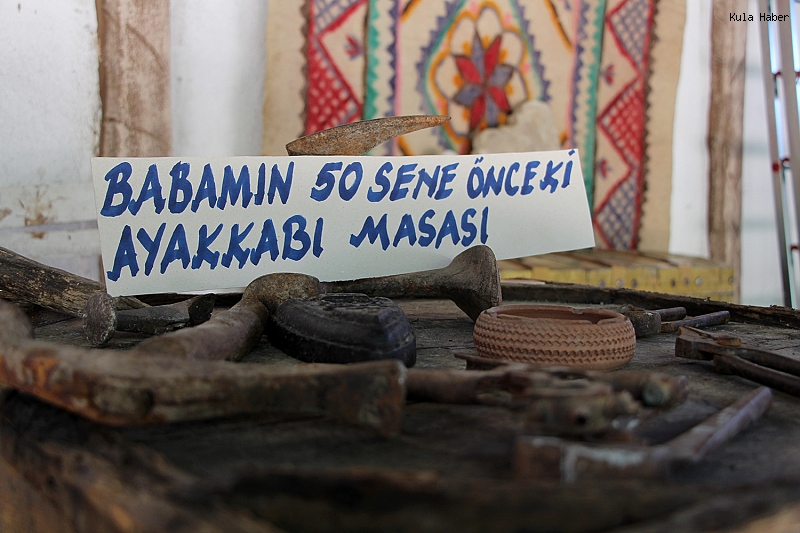 Kula Haber
BABAMIN 50 SENE ÖNCEKİ
AYAKKABI MASASI